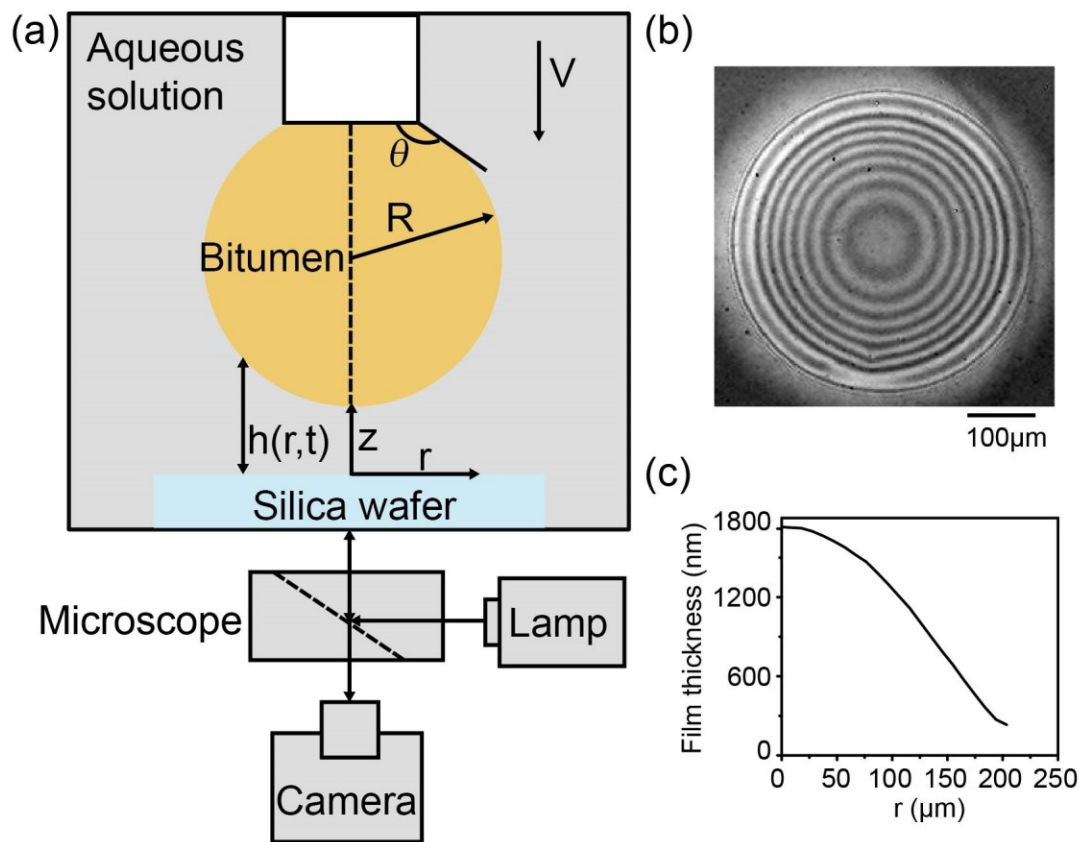 (a)
Aqueous
solution
V
θ
R
Bitumen
h(r,t)
z
r
Silica wafer
Microscope
Lamp
Camera
(b)
100μm
(c)
Film thickness (nm)
1800
1200
600
0
0 50 100 150 200 250
r (μm)